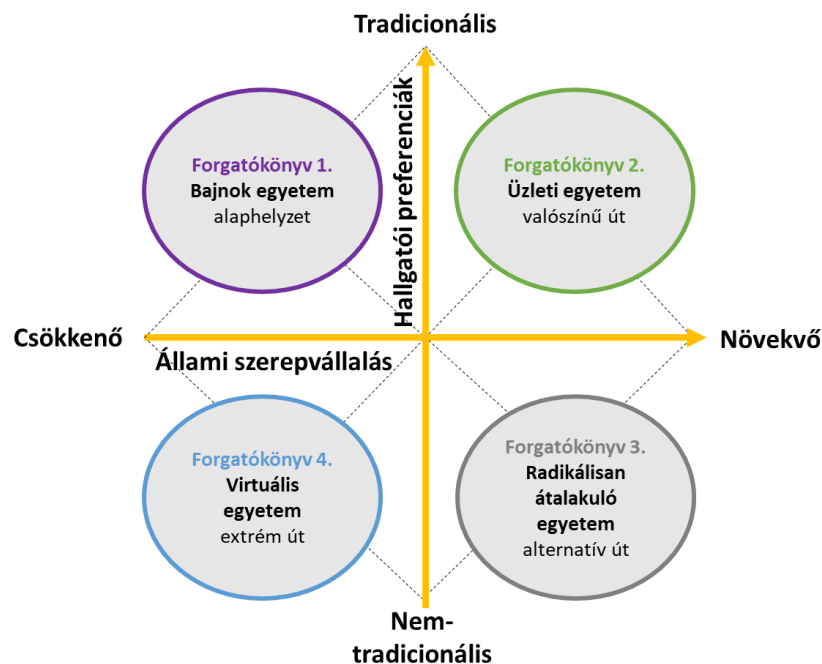 Tradicionális
Hallgatói preferenciák
Forgatókönyv 1.
Bajnok egyetem
alaphelyzet
Forgatókönyv 2.
Üzleti egyetem
valószínű út
Csökkenő
Állami szerepvállalás
Növekvő
Forgatókönyv 4.
Virtuális
egyetem
extrém út
Forgatókönyv 3.
Radikálisan
átalakuló
egyetem
alternatív út
Nem-
tradicionális